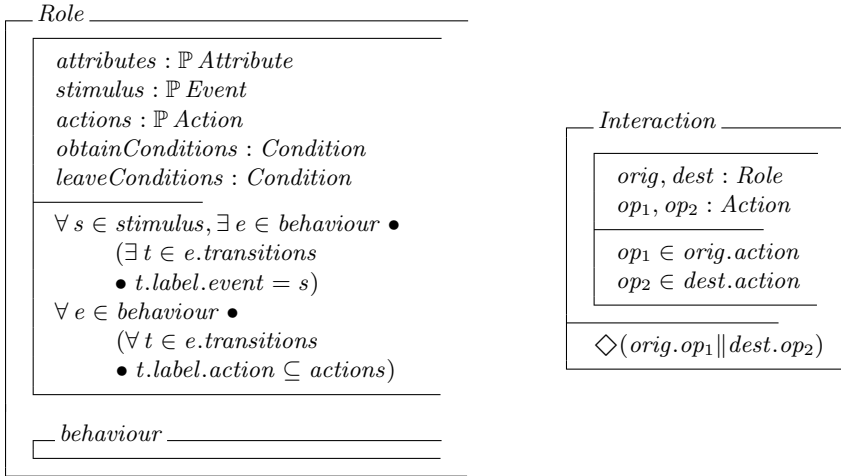 Role
attributes : ℙ Attribute
stimulus : ℙ Event
actions : ℙ Action
obtainConditions : Condition
leaveConditions : Condition
∀ s ∈ stimulus, ∃ e ∈ behaviour •
(∃ t ∈ e.transitions
• t.label.event = s)
∀ e ∈ behaviour •
(∀ t ∈ e.transitions
• t.label.action ⊆ actions)
behaviour
Interaction
orig, dest : Role
op₁, op₂ : Action
op₁ ∈ orig.action
op₂ ∈ dest.action
◇(orig.op₁‖dest.op₂)